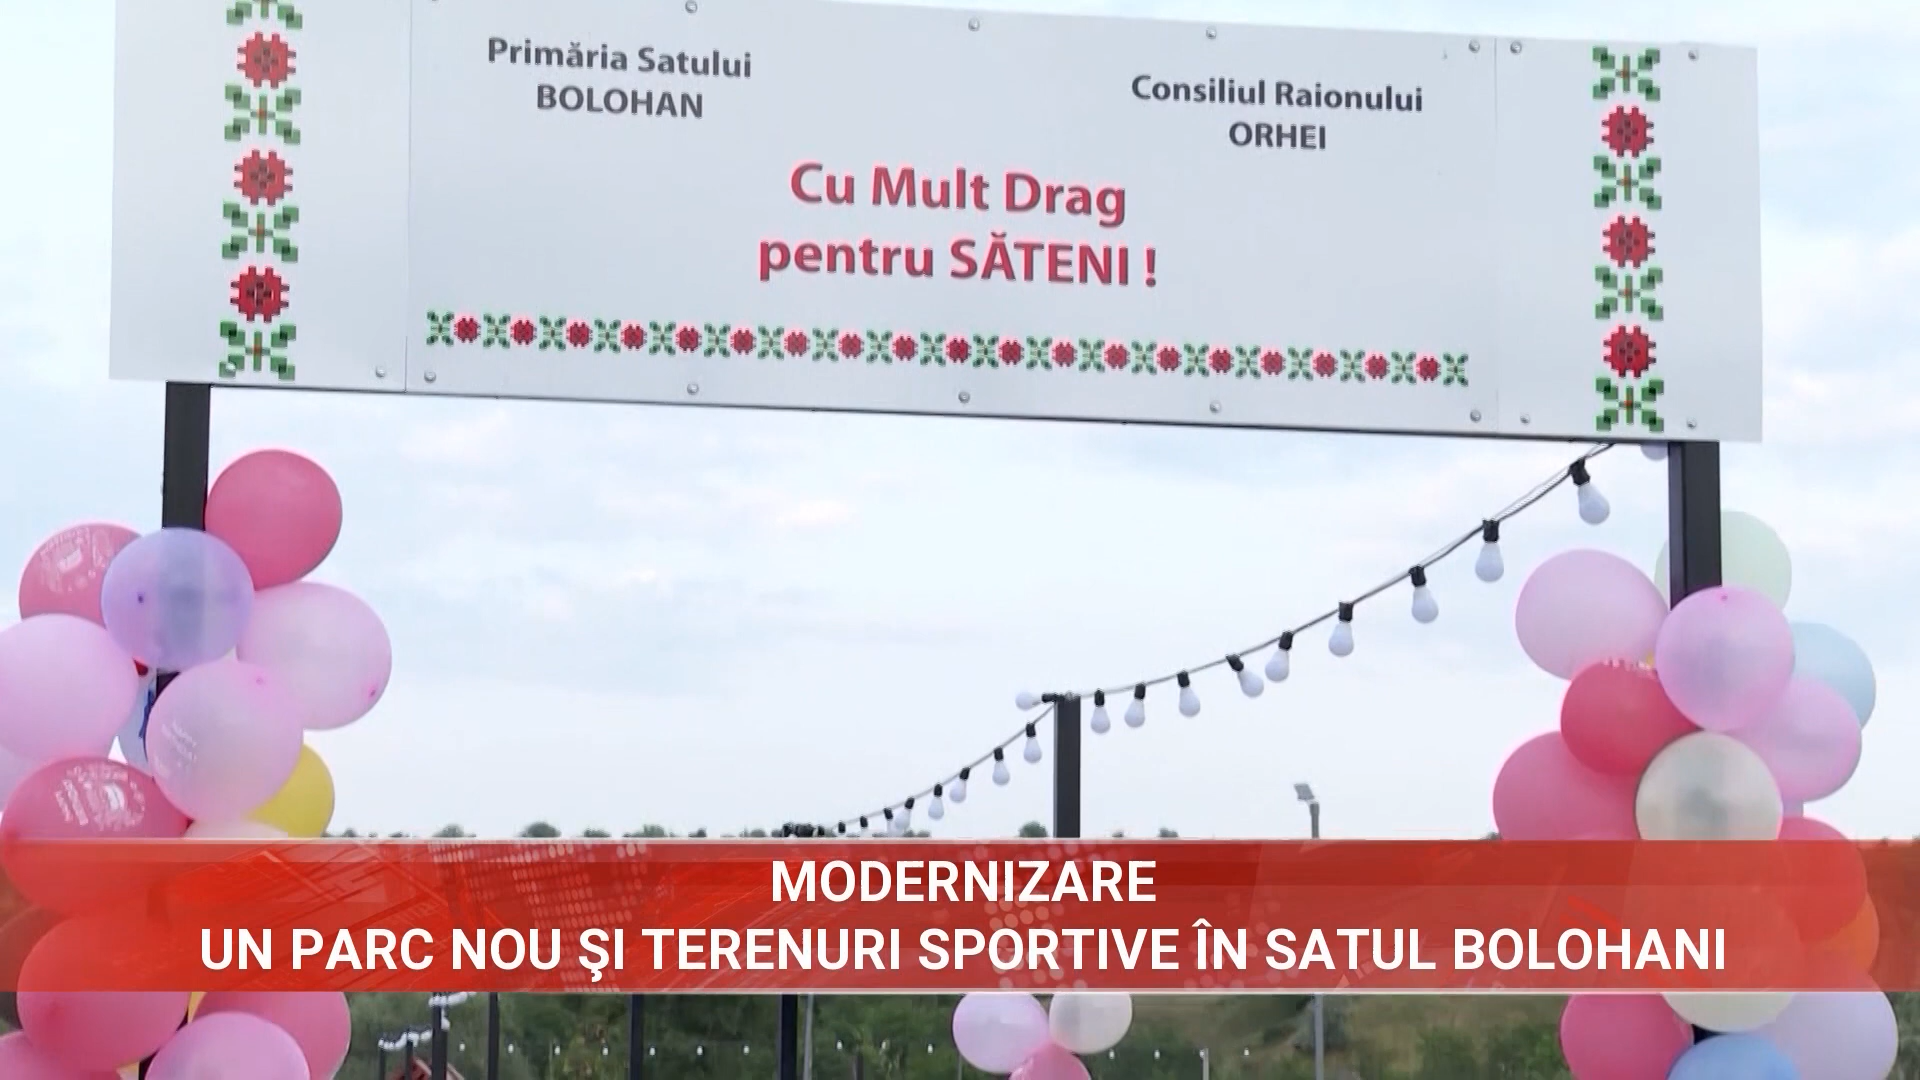 Primăria Satului
BOLOHAN
Consiliul Raionului
ORHEI
Cu Mult Drag
pentru SĂTENI !
MODERNIZARE
UN PARC NOU ŞI TERENURI SPORTIVE ÎN SATUL BOLOHANI